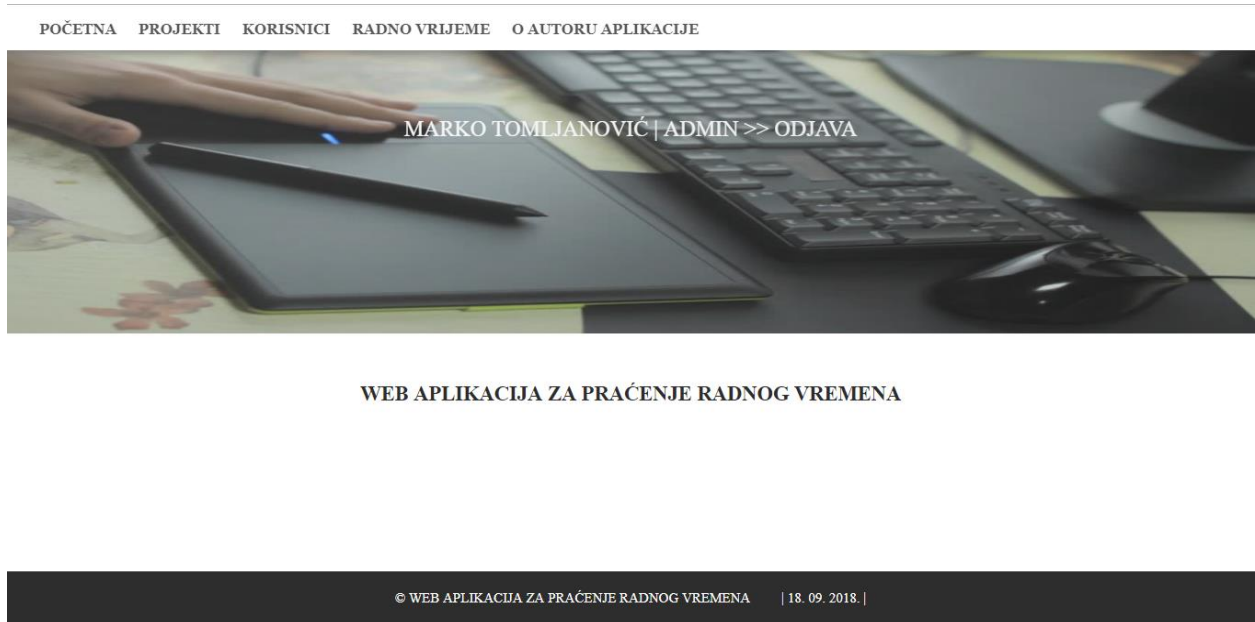 POČETNA PROJEKTI KORISNICI RADNO VRIJEME O AUTORU APLIKACIJE
MARKO TOMLJANOVIĆ | ADMIN >> ODJAVA
WEB APLIKACIJA ZA PRAĆENJE RADNOG VREMENA
© WEB APLIKACIJA ZA PRAĆENJE RADNOG VREMENA | 18. 09. 2018. |